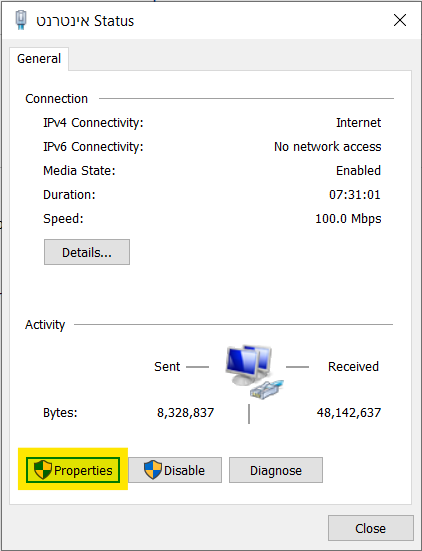 אינטרנט Status
General
Connection
IPv4 Connectivity: Internet
IPv6 Connectivity: No network access
Media State: Enabled
Duration: 07:31:01
Speed: 100.0 Mbps
Details...
Activity
Sent Received
Bytes: 8,328,837 48,142,637
Properties Disable Diagnose
Close